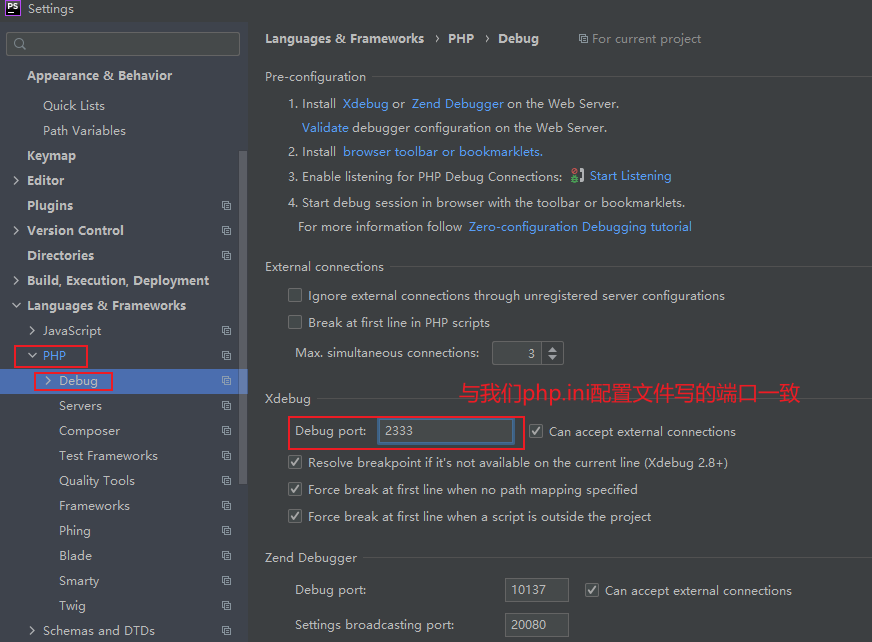 PS Settings
Languages & Frameworks › PHP › Debug For current project
Appearance & Behavior
Quick Lists
Path Variables
Keymap
Editor
Plugins
Version Control
Directories
Build, Execution, Deployment
Languages & Frameworks
JavaScript
PHP
Debug
Servers
Composer
Test Frameworks
Quality Tools
Frameworks
Phing
Blade
Smarty
Twig
Schemas and DTDs
Pre-configuration
1. Install Xdebug or Zend Debugger on the Web Server.
Validate debugger configuration on the Web Server.
2. Install browser toolbar or bookmarklets.
3. Enable listening for PHP Debug Connections: Start Listening
4. Start debug session in browser with the toolbar or bookmarklets.
For more information follow Zero-configuration Debugging tutorial
External connections
Ignore external connections through unregistered server configurations
Break at first line in PHP scripts
Max. simultaneous connections: 3
与我们php.ini配置文件写的端口一致
Xdebug
Debug port: 2333 Can accept external connections
Resolve breakpoint if it's not available on the current line (Xdebug 2.8+)
Force break at first line when no path mapping specified
Force break at first line when a script is outside the project
Zend Debugger
Debug port: 10137 Can accept external connections
Settings broadcasting port: 20080